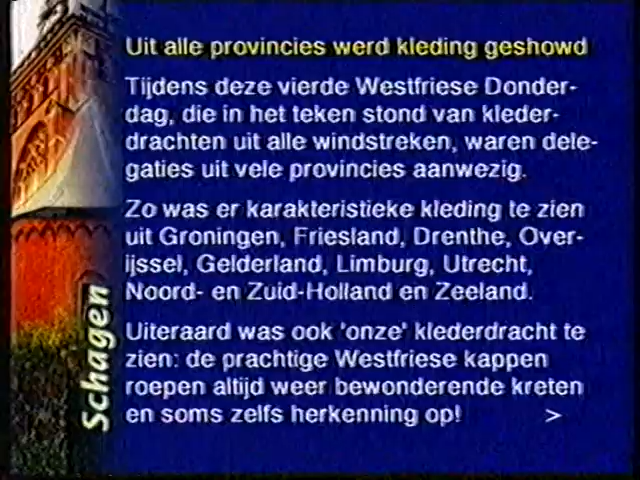 Uit alle provincies werd kleding geshowd
Tijdens deze vierde Westfriese Donder-
dag, die in het teken stond van kleder-
drachten uit alle windstreken, waren dele-
gaties uit vele provincies aanwezig.
Zo was er karakteristieke kleding te zien
uit Groningen, Friesland, Drenthe, Over-
ijssel, Gelderland, Limburg, Utrecht,
Noord- en Zuid-Holland en Zeeland.
Uiteraard was ook 'onze' klederdracht te
zien: de prachtige Westfriese kappen
roepen altijd weer bewonderende kreten
en soms zelfs herkenning op! >
Schagen